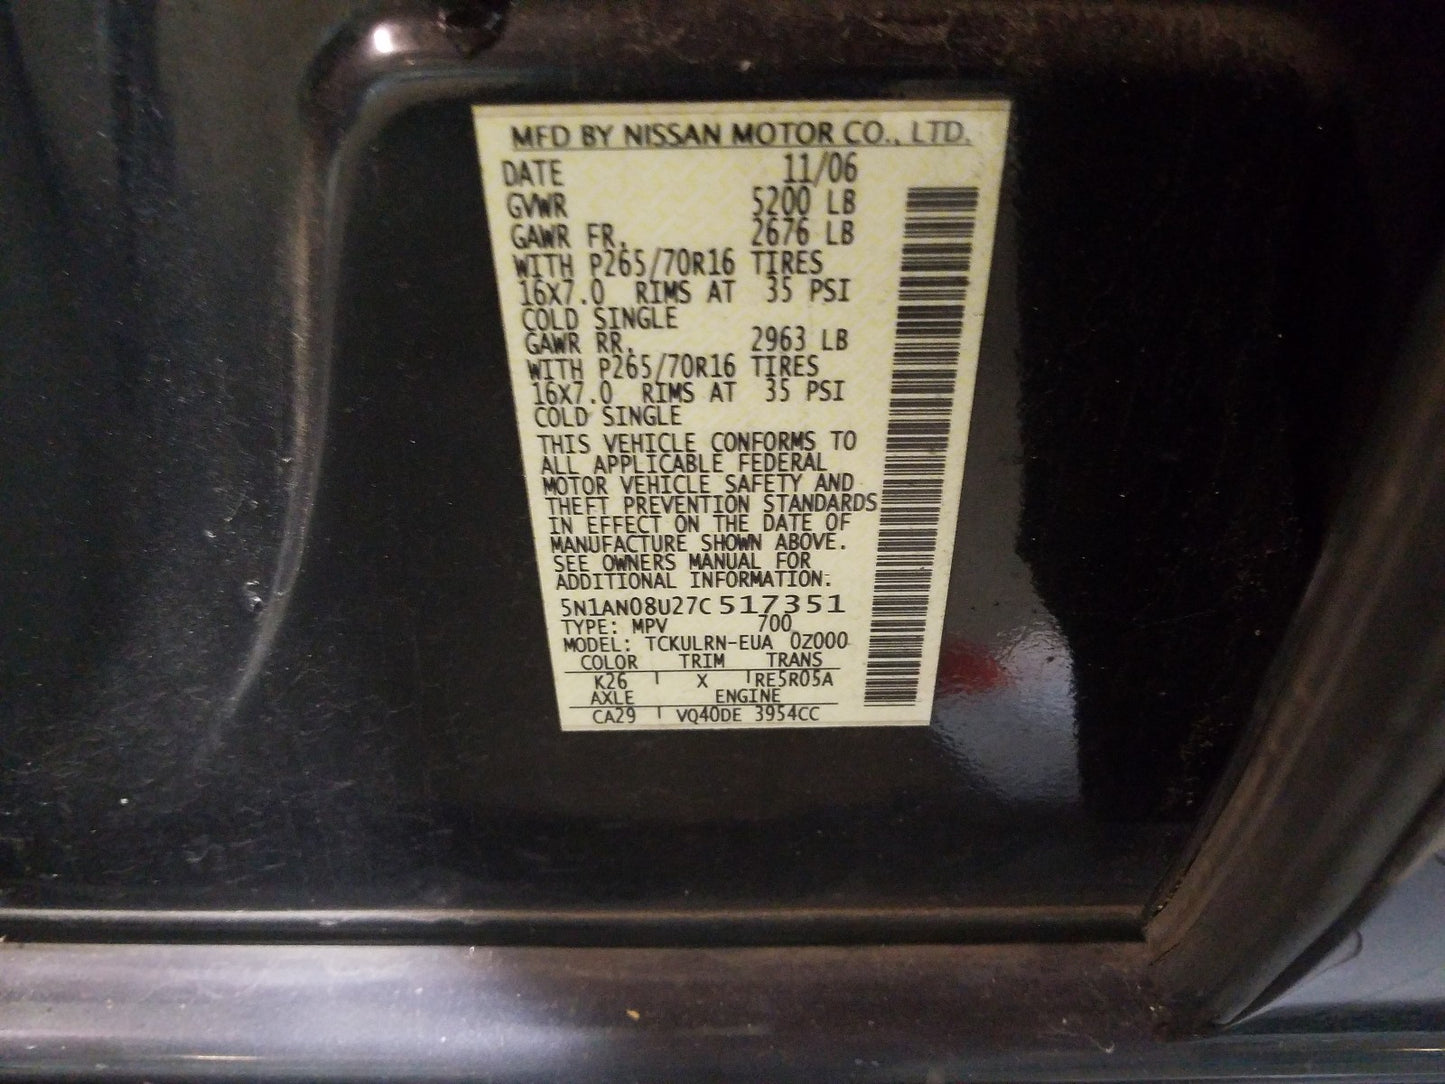 MFD BY NISSAN MOTOR CO., LTD.
DATE 11/06
GVWR 5200 LB
GAWR FR. 2676 LB
WITH P265/70R16 TIRES
16X7.0 RIMS AT 35 PSI
COLD SINGLE
GAWR RR. 2963 LB
WITH P265/70R16 TIRES
16X7.0 RIMS AT 35 PSI
COLD SINGLE
THIS VEHICLE CONFORMS TO
ALL APPLICABLE FEDERAL
MOTOR VEHICLE SAFETY AND
THEFT PREVENTION STANDARDS
IN EFFECT ON THE DATE OF
MANUFACTURE SHOWN ABOVE.
SEE OWNERS MANUAL FOR
ADDITIONAL INFORMATION.
5N1AN08U27C517351
TYPE: MPV 700
MODEL: TCKULRN-EUA 0Z000
COLOR TRIM TRANS
K26 X RE5R05A
AXLE ENGINE
CA29 VQ40DE 3954CC